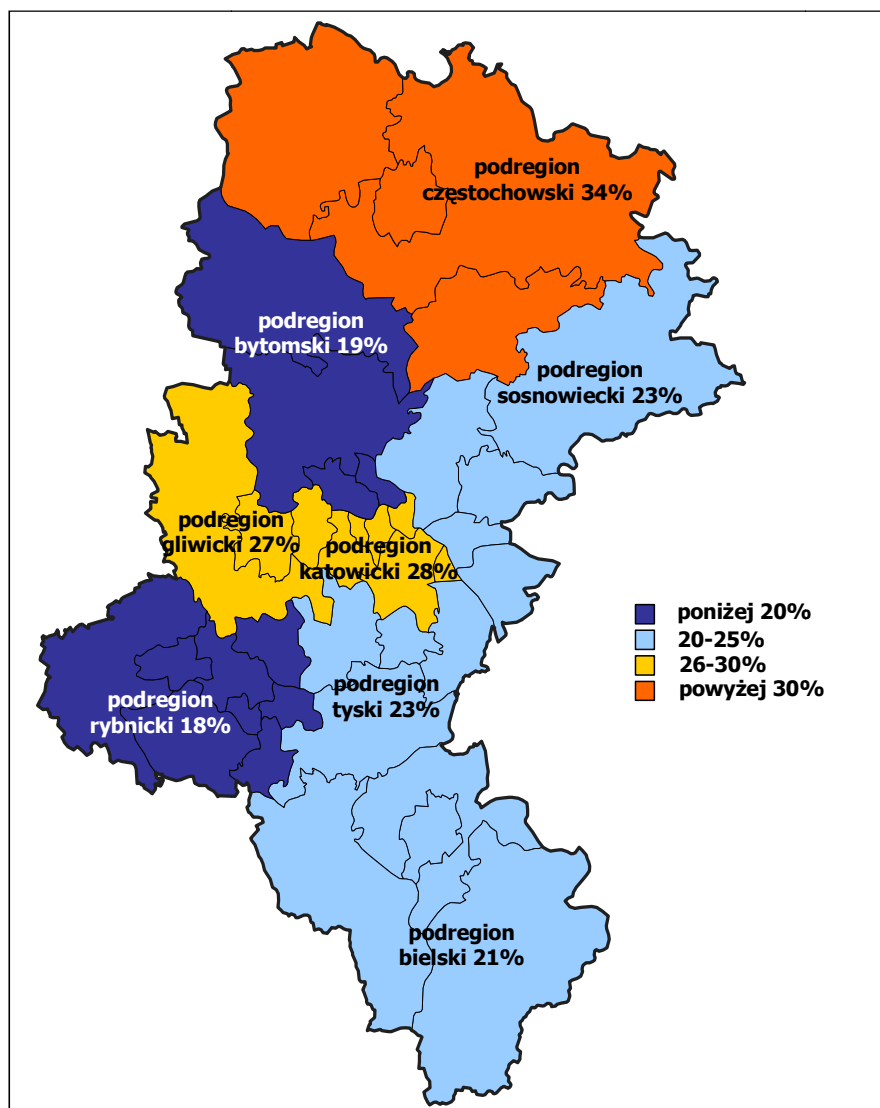 podregion
częstochowski 34%
podregion
bytomski 19%
podregion
sosnowiecki 23%
podregion
gliwicki 27%
podregion
katowicki 28%
poniżej 20%
20-25%
26-30%
powyżej 30%
podregion
tyski 23%
podregion
rybnicki 18%
podregion
bielski 21%